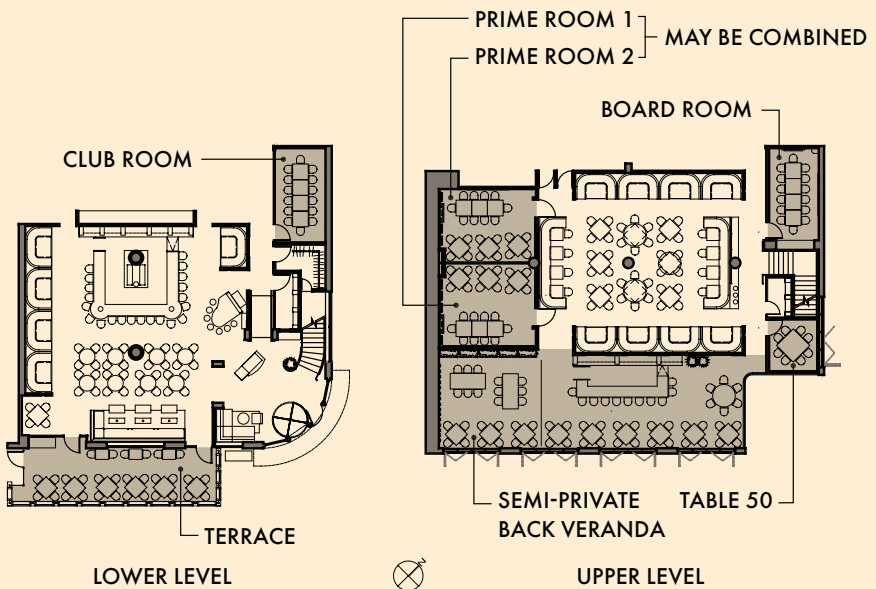 PRIME ROOM 1
PRIME ROOM 2
MAY BE COMBINED
BOARD ROOM
CLUB ROOM
SEMI-PRIVATE
BACK VERANDA
TABLE 50
TERRACE
LOWER LEVEL
N
UPPER LEVEL